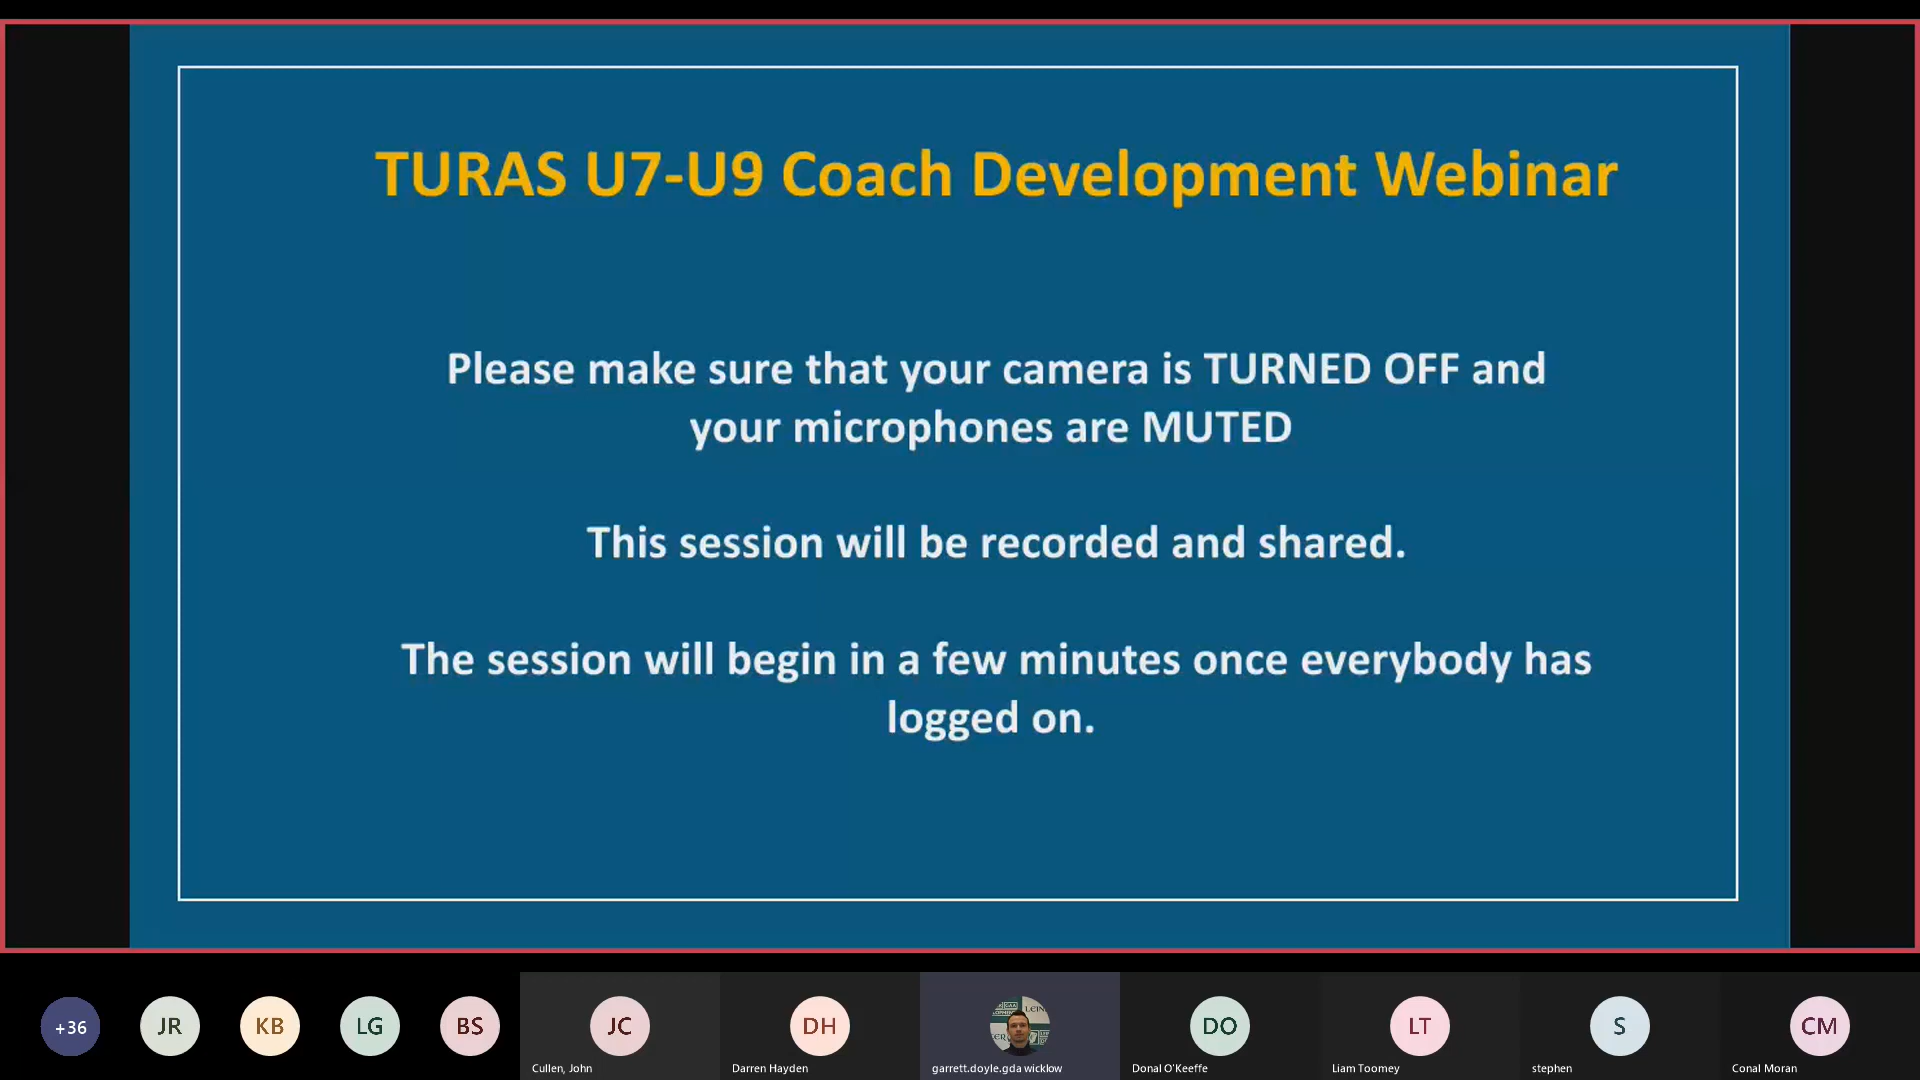 TURAS U7-U9 Coach Development Webinar
Please make sure that your camera is TURNED OFF and
your microphones are MUTED
This session will be recorded and shared.
The session will begin in a few minutes once everybody has
logged on.
+36
JR
KB
LG
BS
JC
DH
DO
LT
S
CM
Cullen, John
Darren Hayden
garrett.doyle.gda wicklow
Donal O'Keeffe
Liam Toomey
stephen
Conal Moran